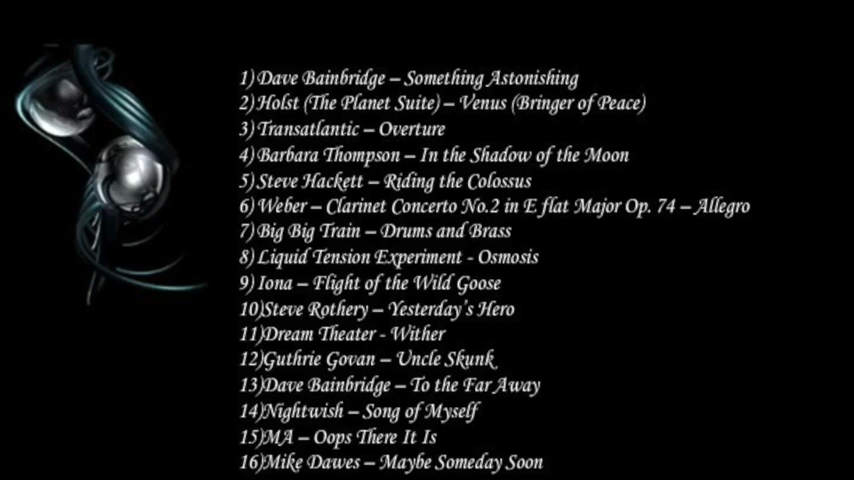 1) Dave Bainbridge – Something Astonishing
2) Holst (The Planet Suite) – Venus (Bringer of Peace)
3) Transatlantic – Overture
4) Barbara Thompson – In the Shadow of the Moon
5) Steve Hackett – Riding the Colossus
6) Weber – Clarinet Concerto No.2 in E flat Major Op. 74 – Allegro
7) Big Big Train – Drums and Brass
8) Liquid Tension Experiment - Osmosis
9) Iona – Flight of the Wild Goose
10)Steve Rothery – Yesterday's Hero
11)Dream Theater - Wither
12)Guthrie Govan – Uncle Skunk
13)Dave Bainbridge – To the Far Away
14)Nightwish – Song of Myself
15)MA – Oops There It Is
16)Mike Dawes – Maybe Someday Soon